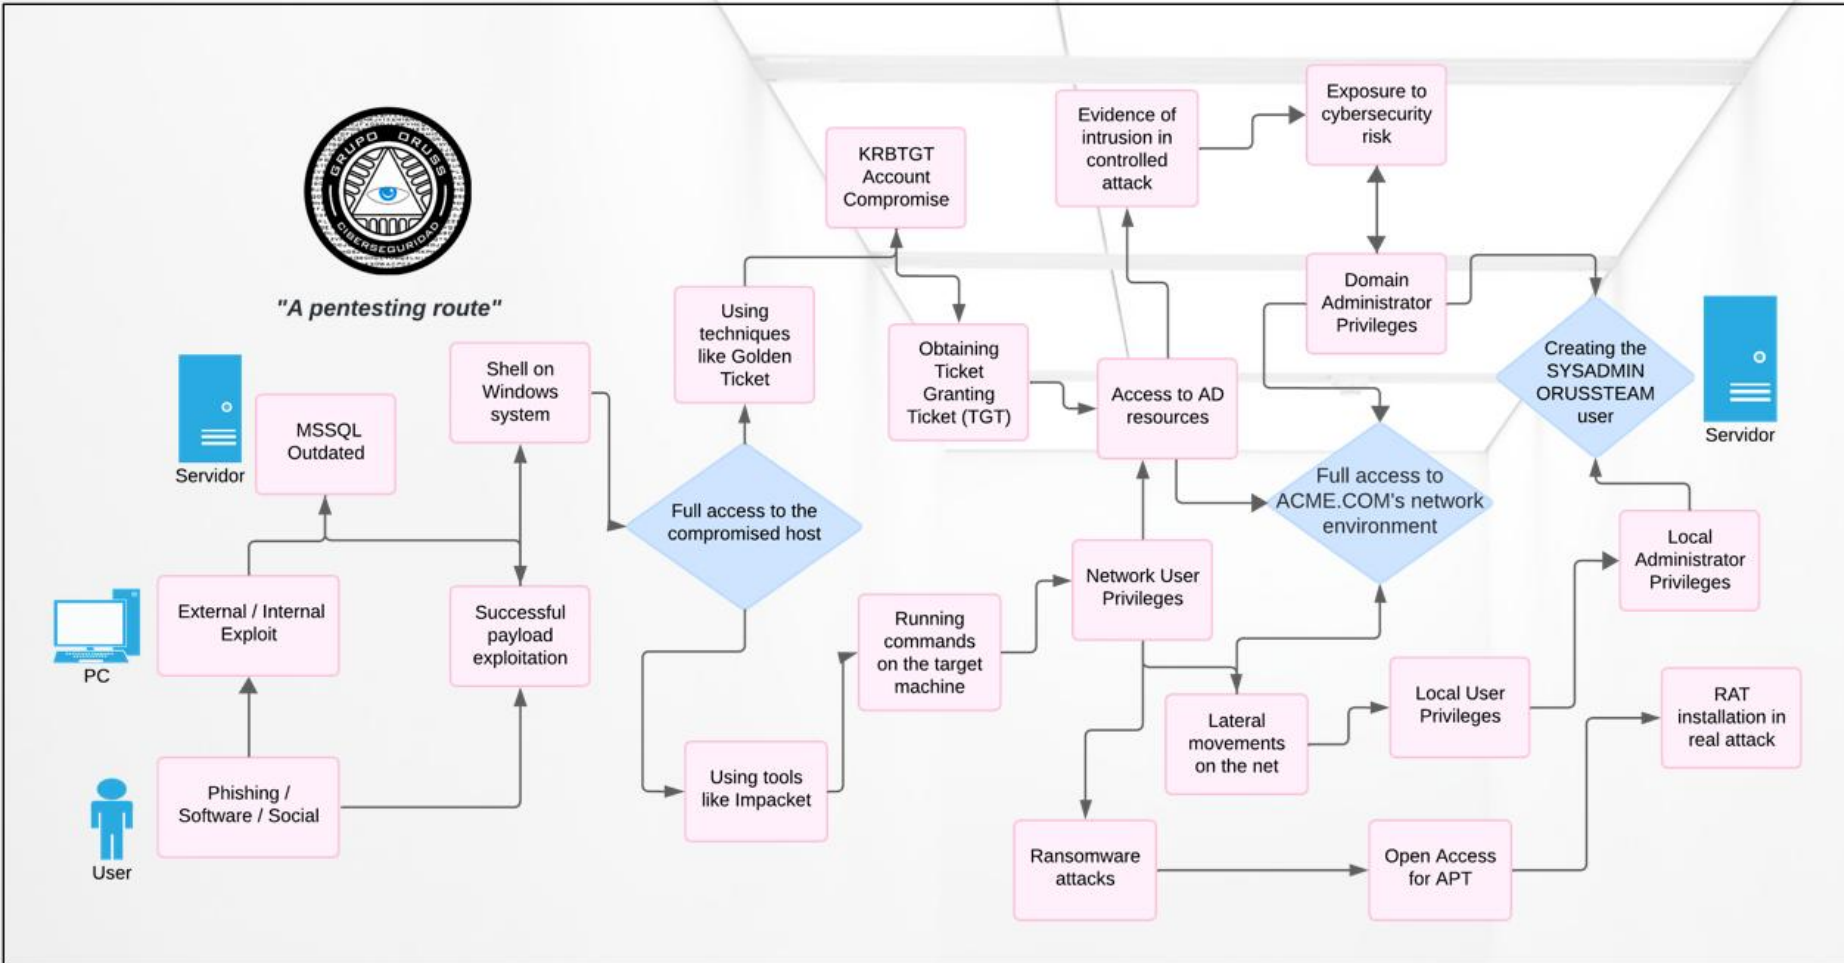 GRUPO ORUSS
CIBERSEGURIDAD
"A pentesting route"
Servidor
MSSQL
Outdated
Shell on
Windows
system
External / Internal
Exploit
PC
Successful
payload
exploitation
Phishing /
Software / Social
User
Using
techniques
like Golden
Ticket
KRBTGT
Account
Compromise
Obtaining
Ticket
Granting
Ticket (TGT)
Full access to the
compromised host
Using tools
like Impacket
Running
commands
on the target
machine
Evidence of
intrusion in
controlled
attack
Exposure to
cybersecurity
risk
Domain
Administrator
Privileges
Access to AD
resources
Creating the
SYSADMIN
ORUSSTEAM
user
Servidor
Full access to
ACME.COM's network
environment
Network User
Privileges
Local
Administrator
Privileges
Lateral
movements
on the net
Local User
Privileges
RAT
installation in
real attack
Ransomware
attacks
Open Access
for APT